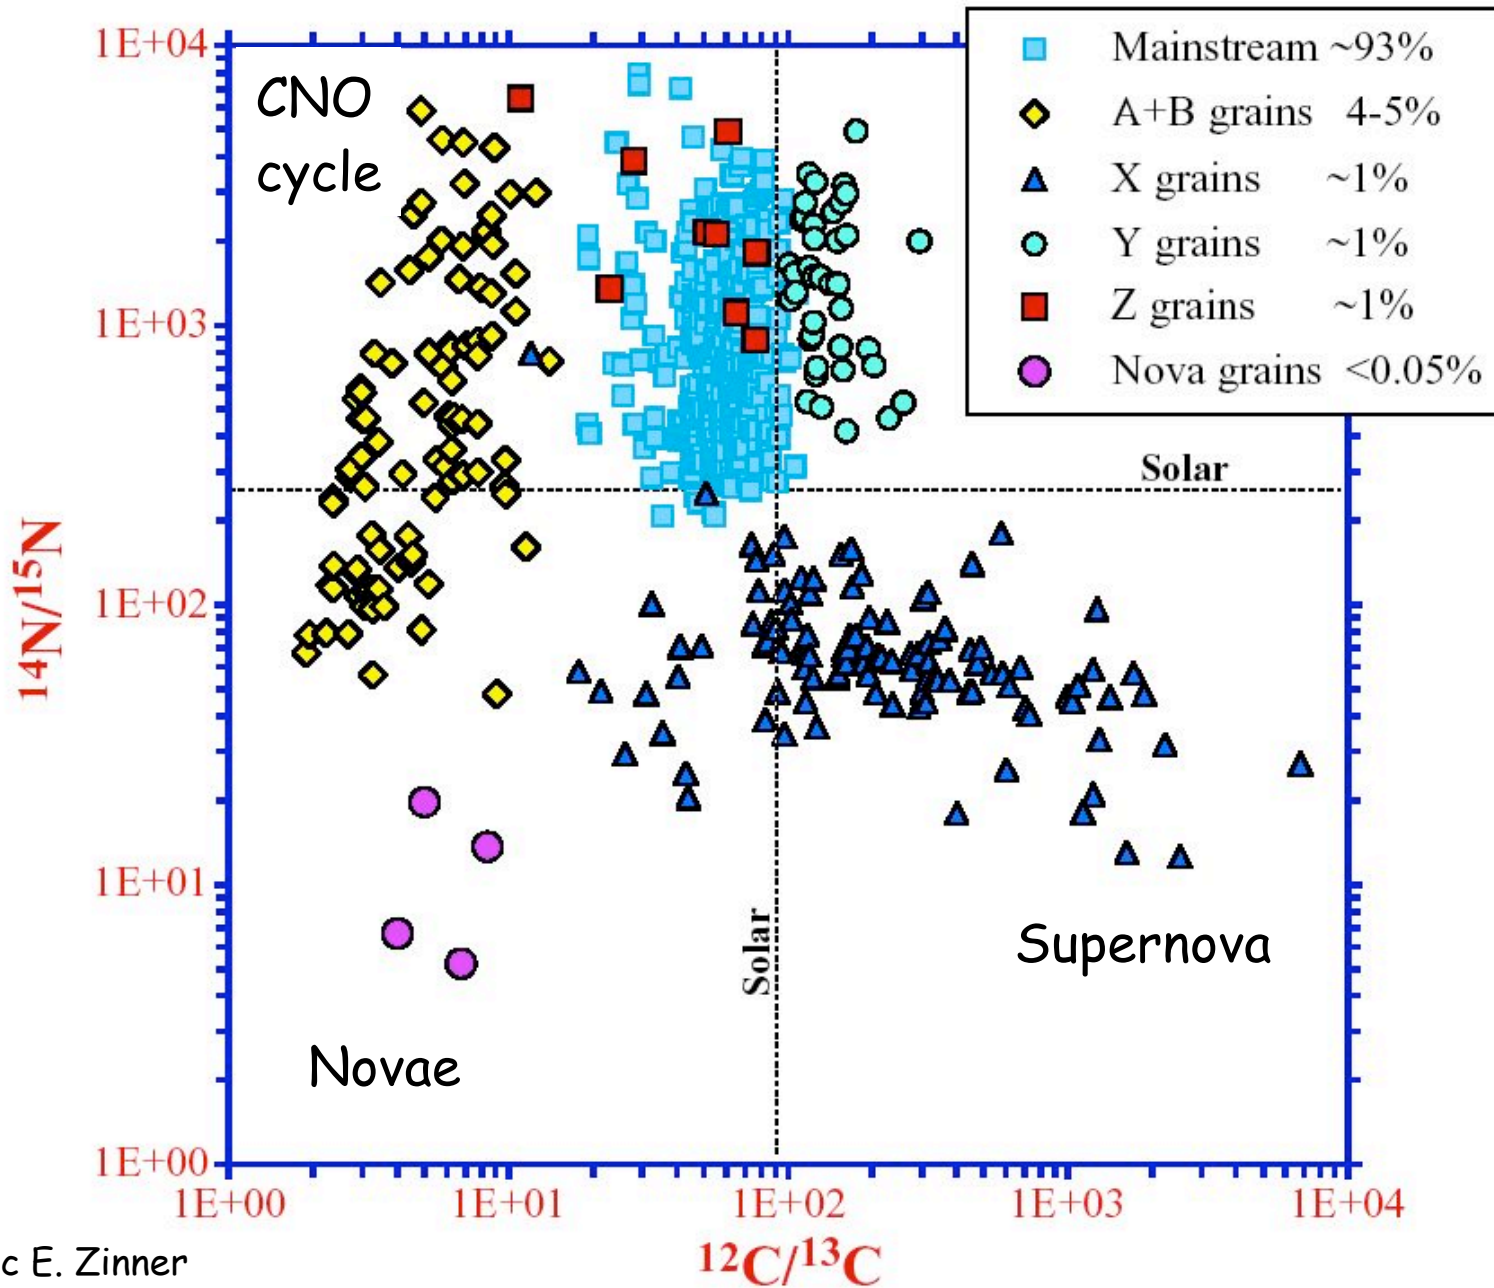 1E+04
1E+03
1E+02
1E+01
1E+00
14N/15N
CNO
cycle
Mainstream ~93%
A+B grains 4-5%
X grains ~1%
Y grains ~1%
Z grains ~1%
Nova grains <0.05%
Solar
Solar
Supernova
Novae
1E+00 1E+01 1E+02 1E+03 1E+04
12C/13C
c E. Zinner